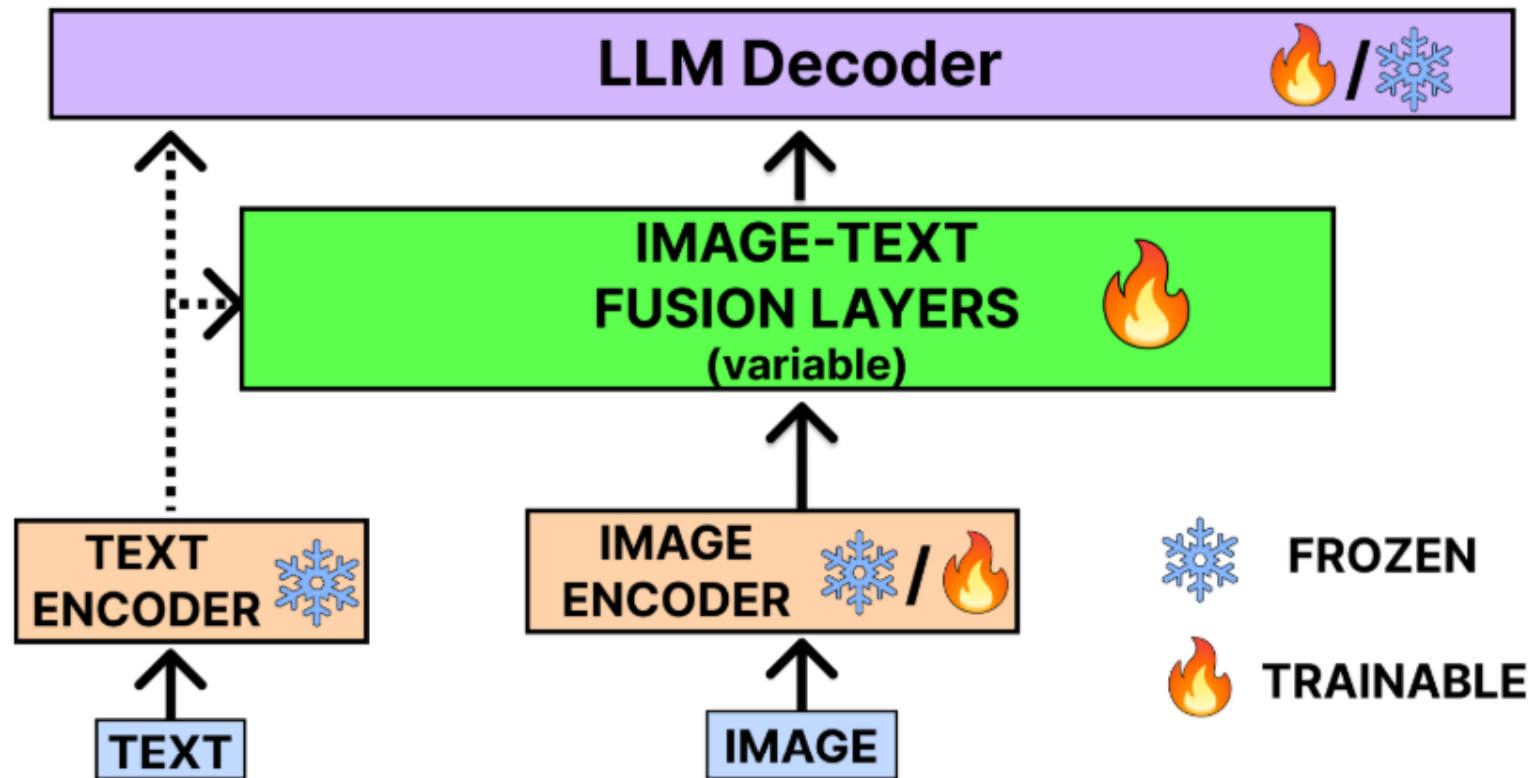 LLM Decoder
/
IMAGE-TEXT
FUSION LAYERS
(variable)
TEXT
ENCODER
IMAGE
ENCODER
/
FROZEN
TRAINABLE
TEXT
IMAGE